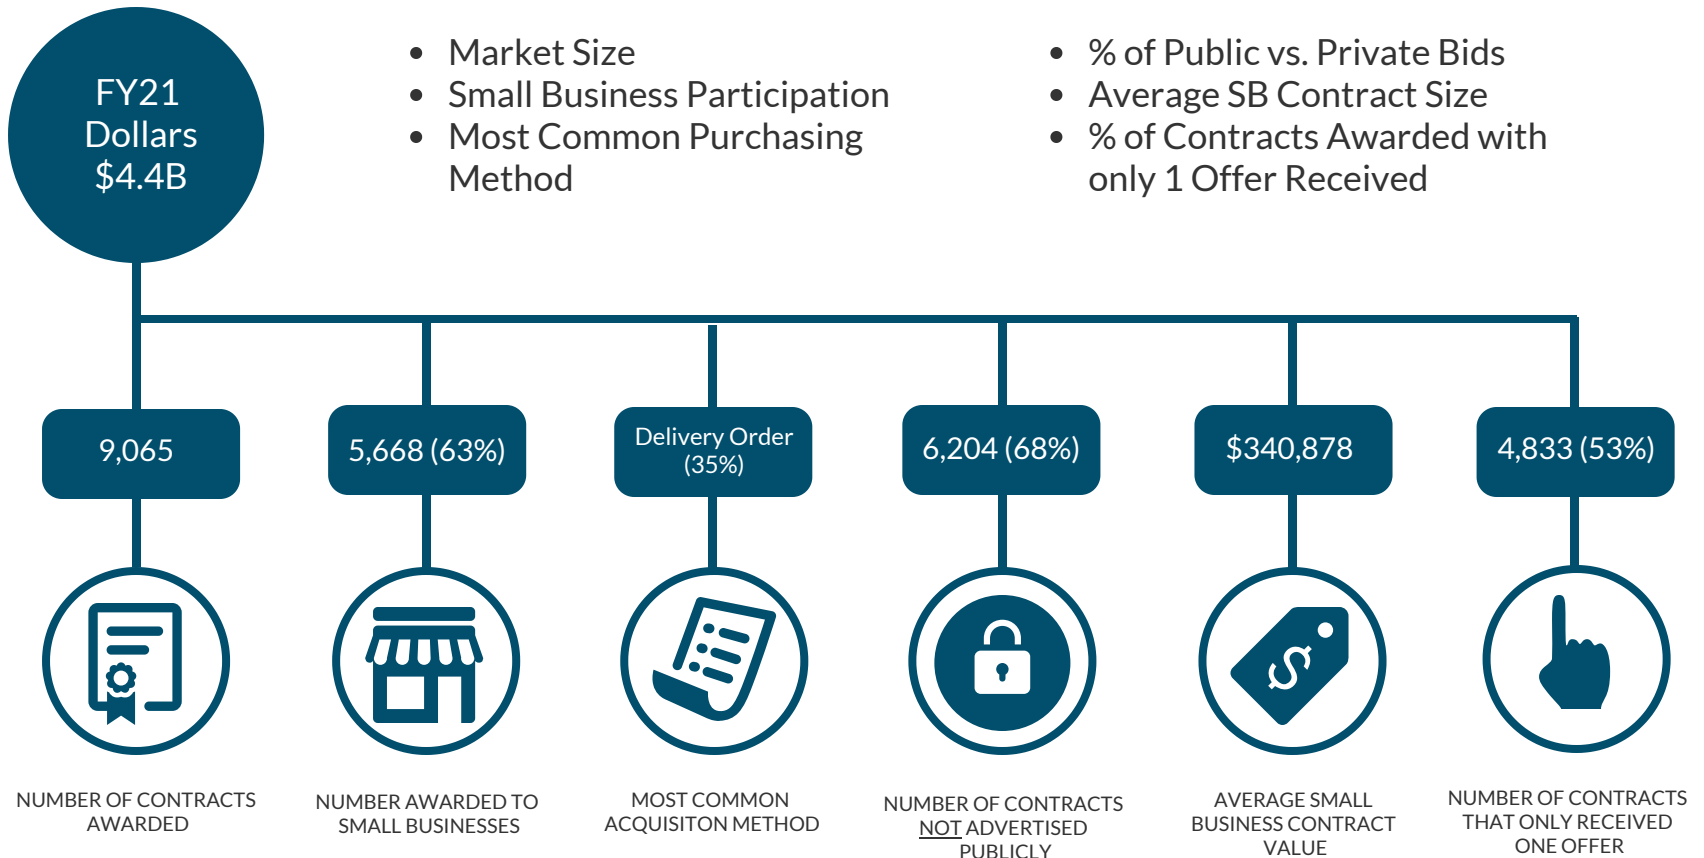 FY21
Dollars
$4.4B
Market Size
Small Business Participation
Most Common Purchasing
Method
% of Public vs. Private Bids
Average SB Contract Size
% of Contracts Awarded with
only 1 Offer Received
9,065
5,668 (63%)
Delivery Order
(35%)
6,204 (68%)
$340,878
4,833 (53%)
$
NUMBER OF CONTRACTS
AWARDED
NUMBER AWARDED TO
SMALL BUSINESSES
MOST COMMON
ACQUISITON METHOD
NUMBER OF CONTRACTS
NOT ADVERTISED
PUBLICLY
AVERAGE SMALL
BUSINESS CONTRACT
VALUE
NUMBER OF CONTRACTS
THAT ONLY RECEIVED
ONE OFFER